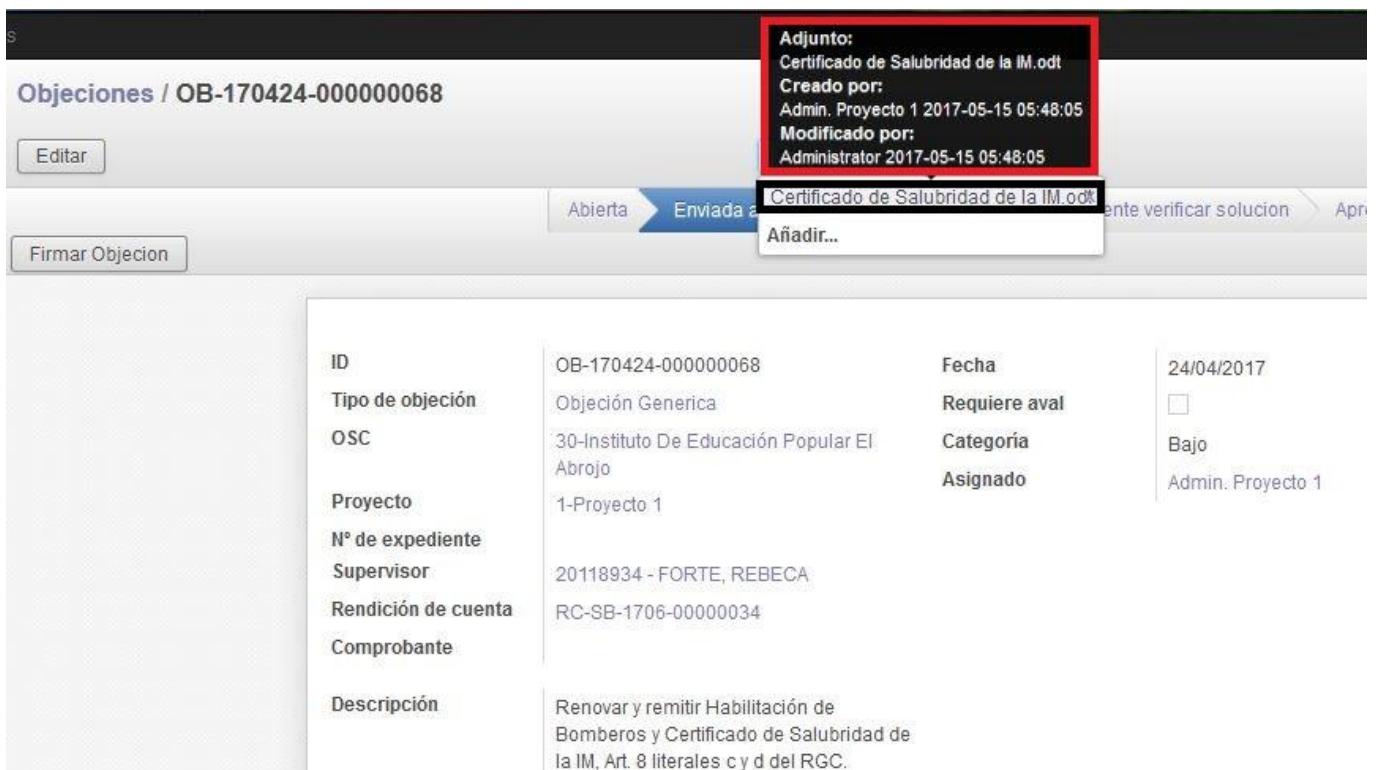 s
Adjunto:
Certificado de Salubridad de la IM.odt
Creado por:
Admin. Proyecto 1 2017-05-15 05:48:05
Modificado por:
Administrator 2017-05-15 05:48:05
Objeciones / OB-170424-000000068
Editar
Certificado de Salubridad de la IM.odt
Añadir...
Abierta Enviada a ente verificar solucion Apr
Firmar Objecion
ID OB-170424-000000068 Fecha 24/04/2017
Tipo de objeción Objeción Generica Requiere aval
OSC 30-Instituto De Educación Popular El Categoría Bajo
Abrojo Asignado Admin. Proyecto 1
Proyecto 1-Proyecto 1
Nº de expediente
Supervisor 20118934 - FORTE, REBECA
Rendición de cuenta RC-SB-1706-00000034
Comprobante
Descripción Renovar y remitir Habilitación de
Bomberos y Certificado de Salubridad de
la IM, Art. 8 literales c y d del RGC.